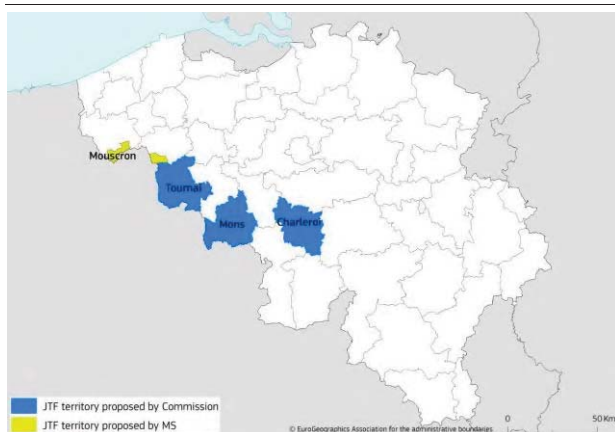 Mouscron
Tournai
Mons
Charleroi
JTF territory proposed by Commission
JTF territory proposed by MS
0 50 Km
© EuroGeographics Association for the administrative boundaries